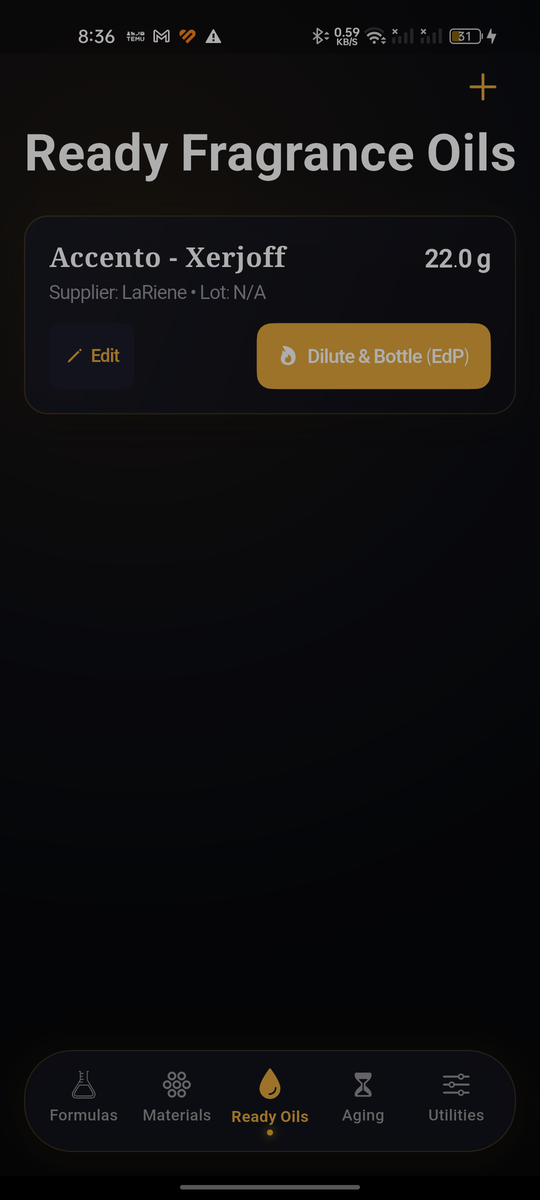 8:36
TEMU
0.59
KB/S
31
Ready Fragrance Oils
Accento - Xerjoff
22.0 g
Supplier: LaRiene • Lot: N/A
Edit
Dilute & Bottle (EdP)
Formulas
Materials
Ready Oils
Aging
Utilities